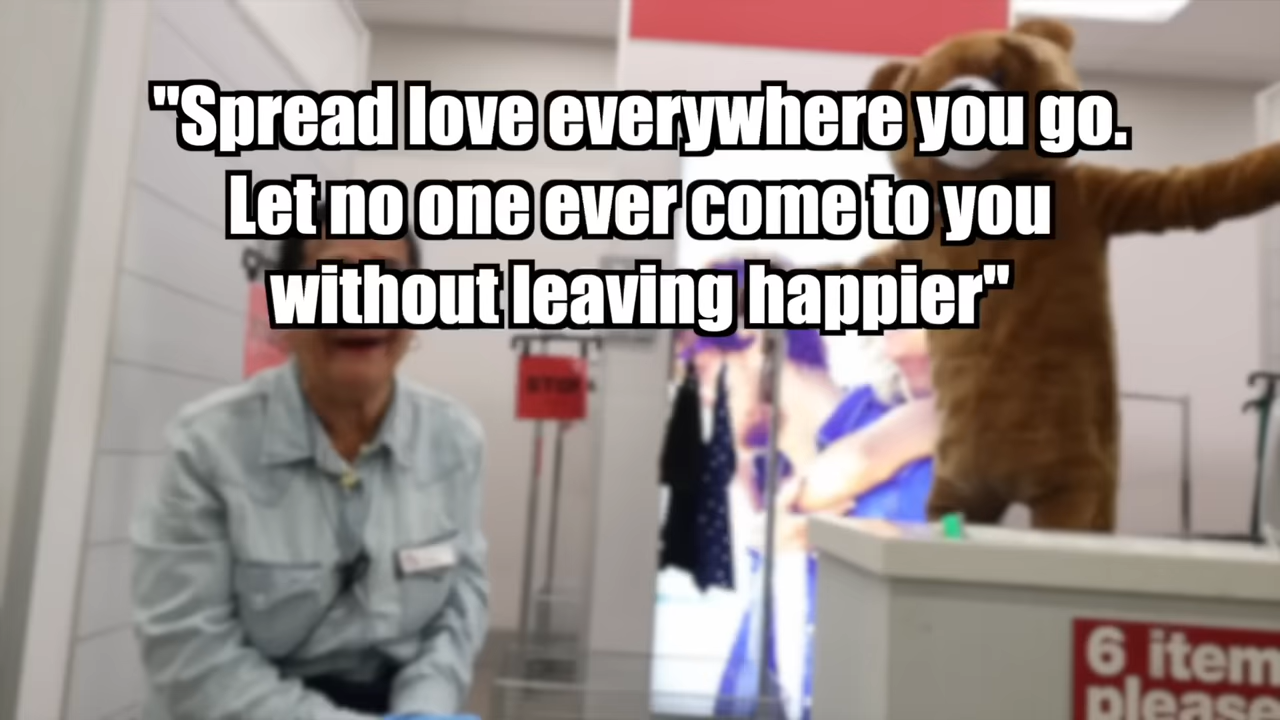 "Spread love everywhere you go.
Let no one ever come to you
without leaving happier"
STOP
6 item
please